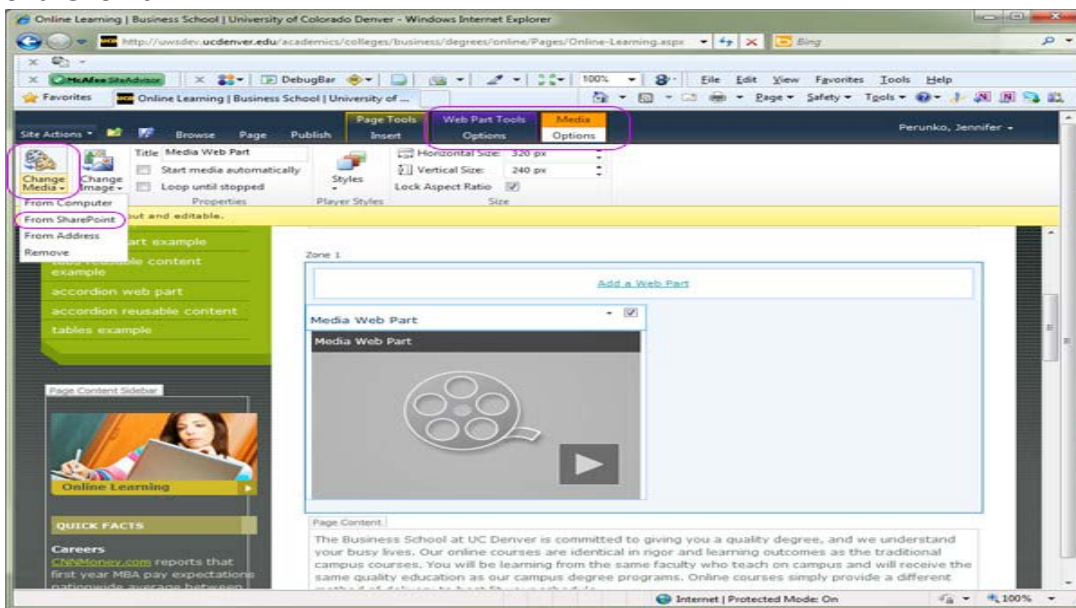 Online Learning | Business School | University of Colorado Denver - Windows Internet Explorer
http://uwsdev.ucdenver.edu/academics/colleges/business/degrees/online/Pages/Online-Learning.aspx
Bing
McAfee SiteAdvisor DebugBar 100% File Edit View Favorites Tools Help
Favorites Online Learning | Business School | University of ... Page Safety Tools
Page Tools Web Part Tools Media
Site Actions Browse Page Publish Insert Options Options Perunko, Jennifer
Title Media Web Part Horizontal Size: 320 px
Change Media Change Image Start media automatically Styles Vertical Size: 240 px
Loop until stopped Lock Aspect Ratio
From Computer Properties Player Styles Size
From SharePoint out and editable.
From Address art example
Remove
content
example
Zone 1
accordion web part
Add a Web Part
accordion reusable content
tables example
Media Web Part
Media Web Part
Page Content Sidebar
Online Learning
QUICK FACTS
Careers
CNNMoney.com reports that
first year MBA pay expectations
nationwide average between
Page Content
The Business School at UC Denver is committed to giving you a quality degree, and we understand
your busy lives. Our online courses are identical in rigor and learning outcomes as the traditional
campus courses. You will be learning from the same faculty who teach on campus and will receive the
same quality education as our campus degree programs. Online courses simply provide a different
Internet | Protected Mode: On 100%